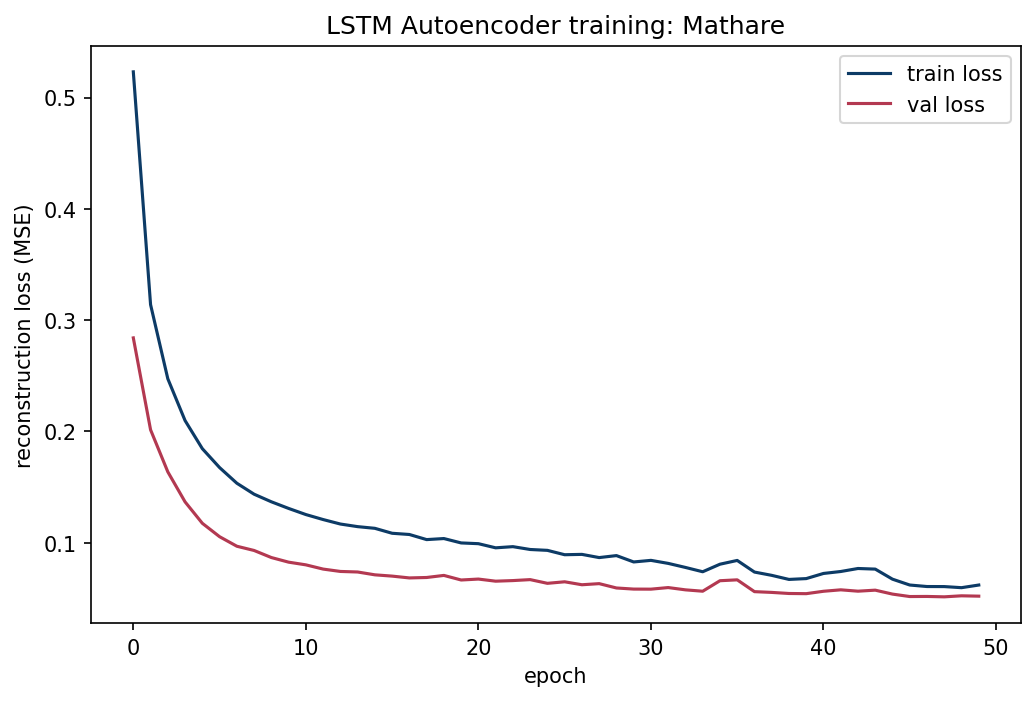 LSTM Autoencoder training: Mathare
train loss
val loss
reconstruction loss (MSE)
0.5
0.4
0.3
0.2
0.1
0 10 20 30 40 50
epoch